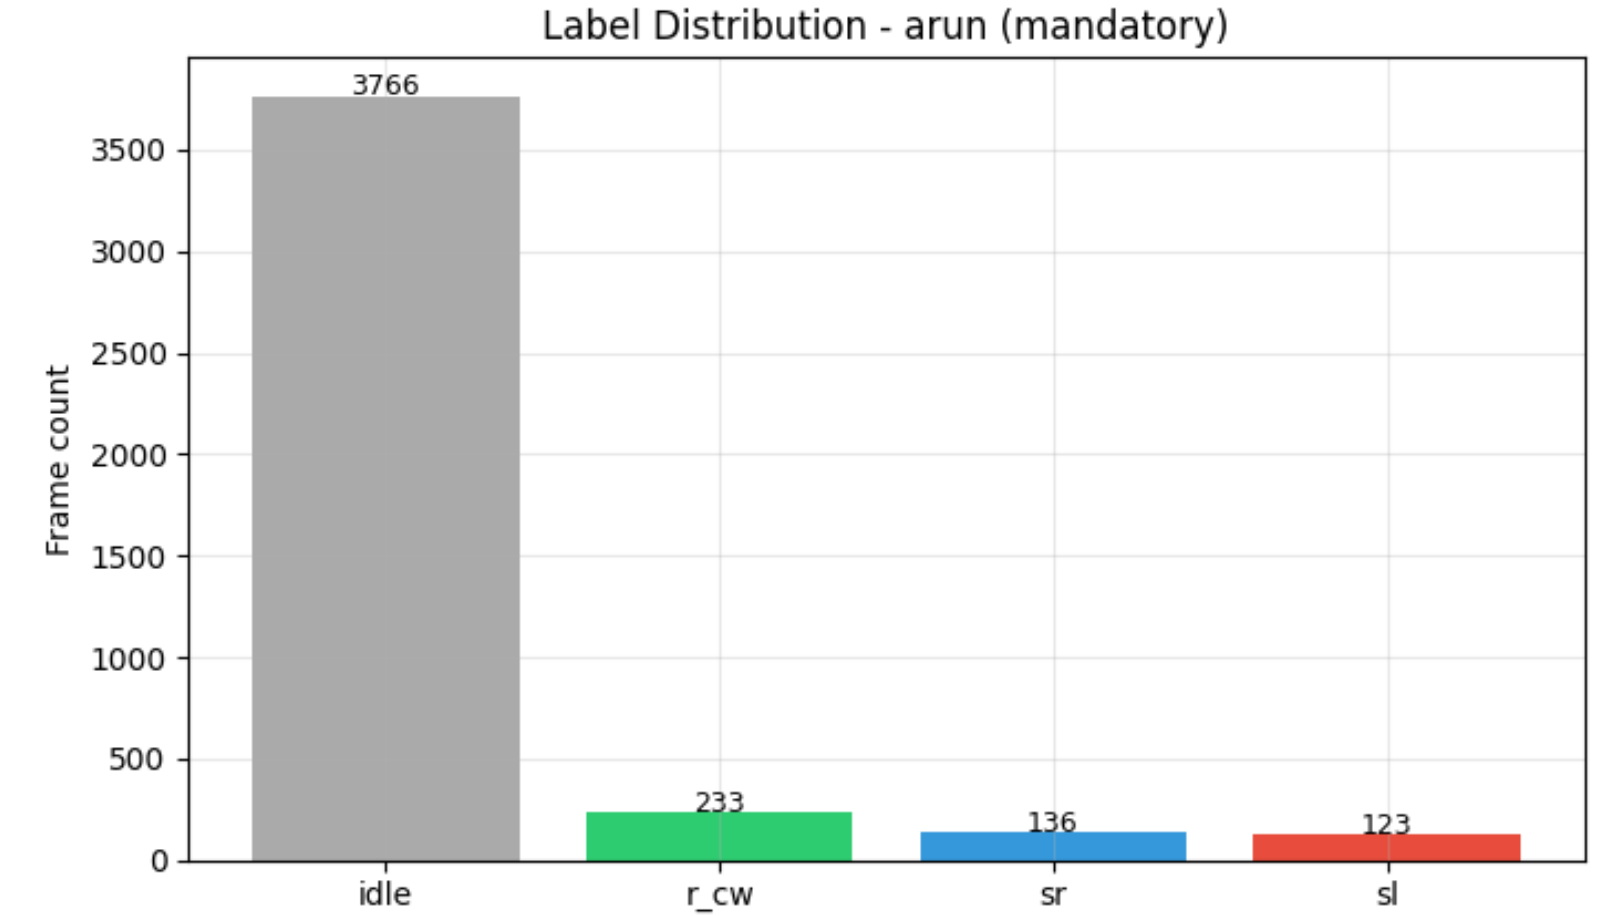 Label Distribution - arun (mandatory)
3766
3500
3000
2500
2000
1500
1000
500
0
Frame count
233
136
123
idle
r_cw
sr
sl